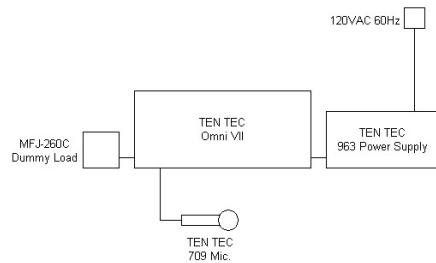 120VAC 60Hz
TEN TEC
Omni VII
MFJ-260C
Dummy Load
TEN TEC
963 Power Supply
TEN TEC
709 Mic.